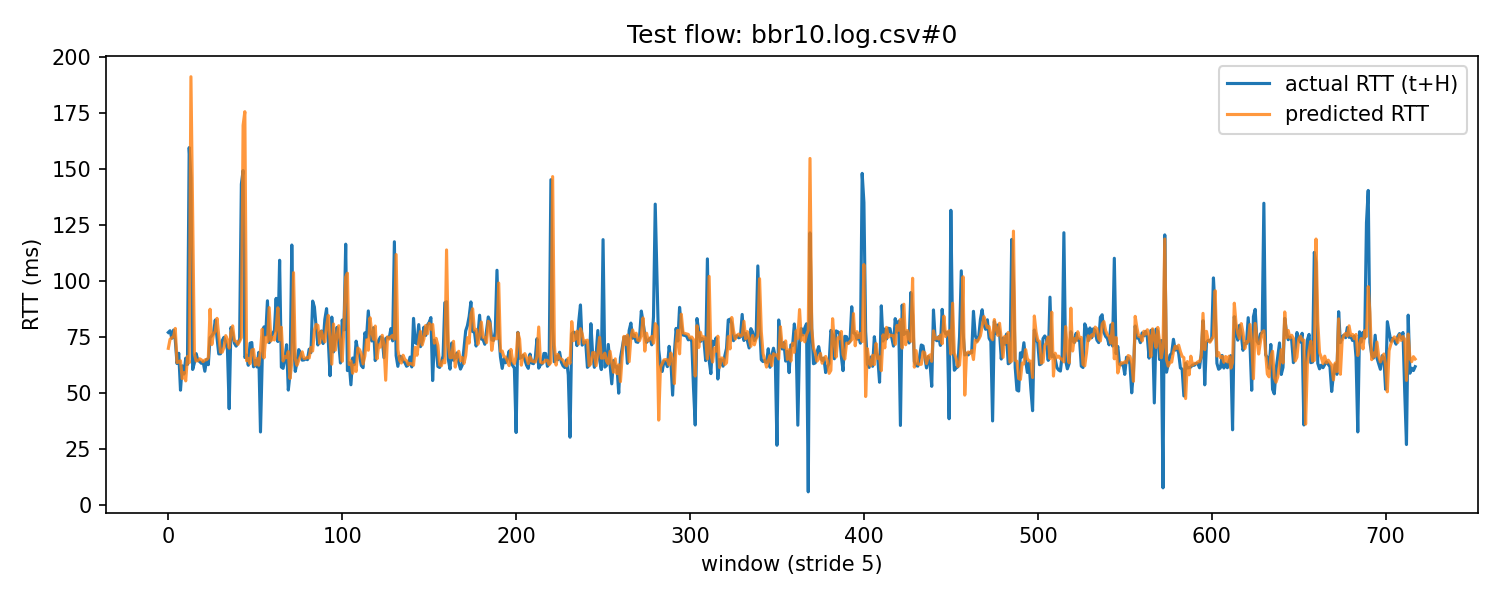 Test flow: bbr10.log.csv#0
actual RTT (t+H)
predicted RTT
RTT (ms)
200
175
150
125
100
75
50
25
0
0 100 200 300 400 500 600 700
window (stride 5)